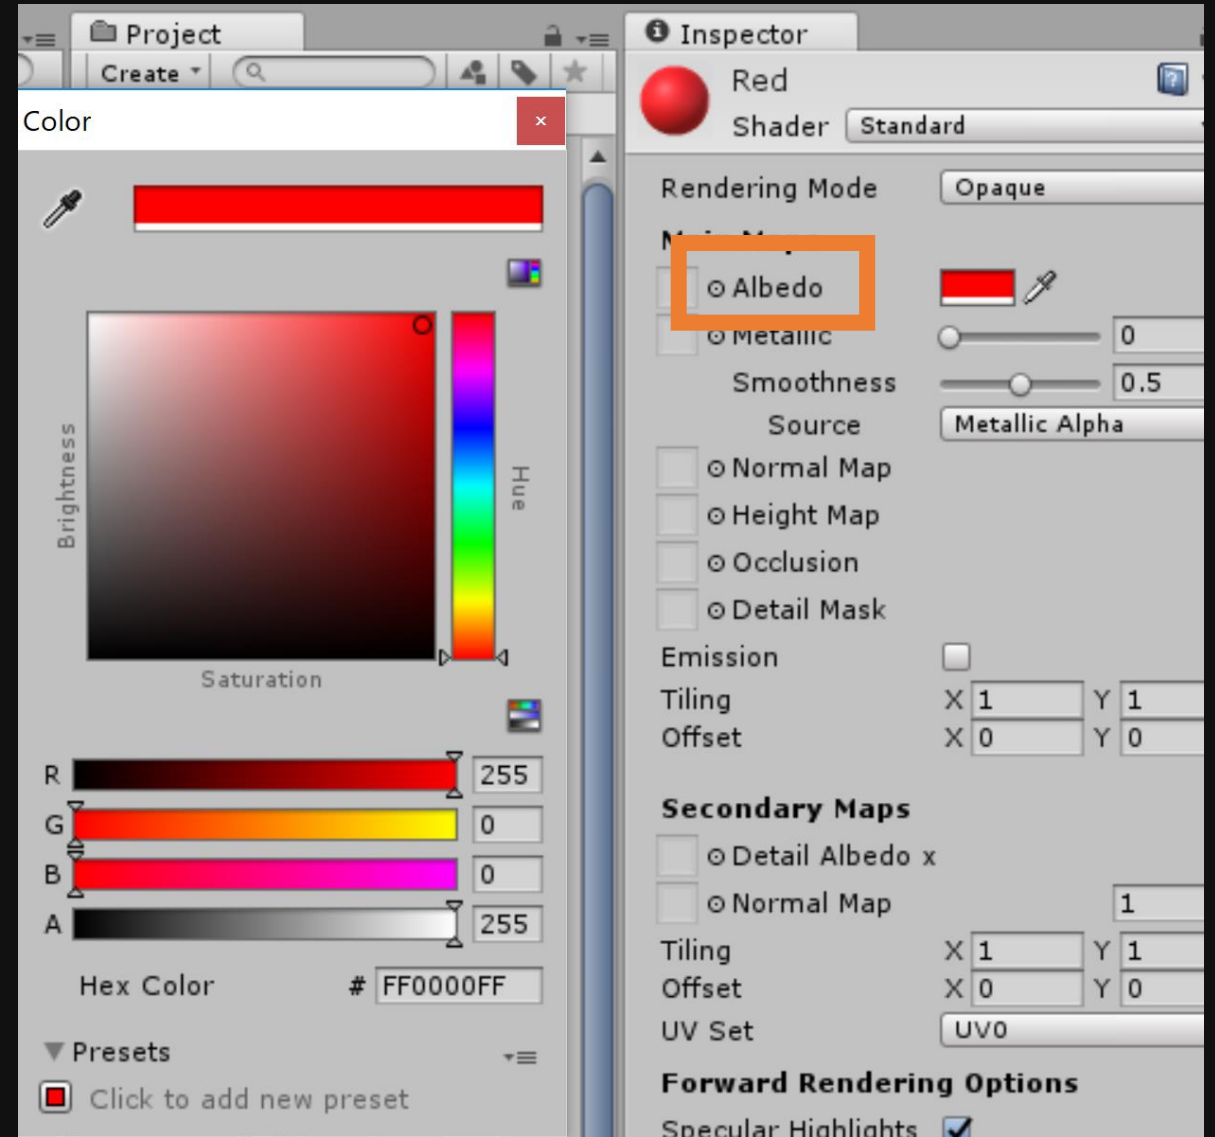 Project
Create
Color
Brightness
Hue
Saturation
R 255
G 0
B 0
A 255
Hex Color # FF0000FF
Presets
Click to add new preset
Inspector
Red
Shader Standard
Rendering Mode Opaque
Albedo
Metallic 0
Smoothness 0.5
Source Metallic Alpha
Normal Map
Height Map
Occlusion
Detail Mask
Emission
Tiling X 1 Y 1
Offset X 0 Y 0
Secondary Maps
Detail Albedo x
Normal Map 1
Tiling X 1 Y 1
Offset X 0 Y 0
UV Set UV0
Forward Rendering Options
Specular Highlights